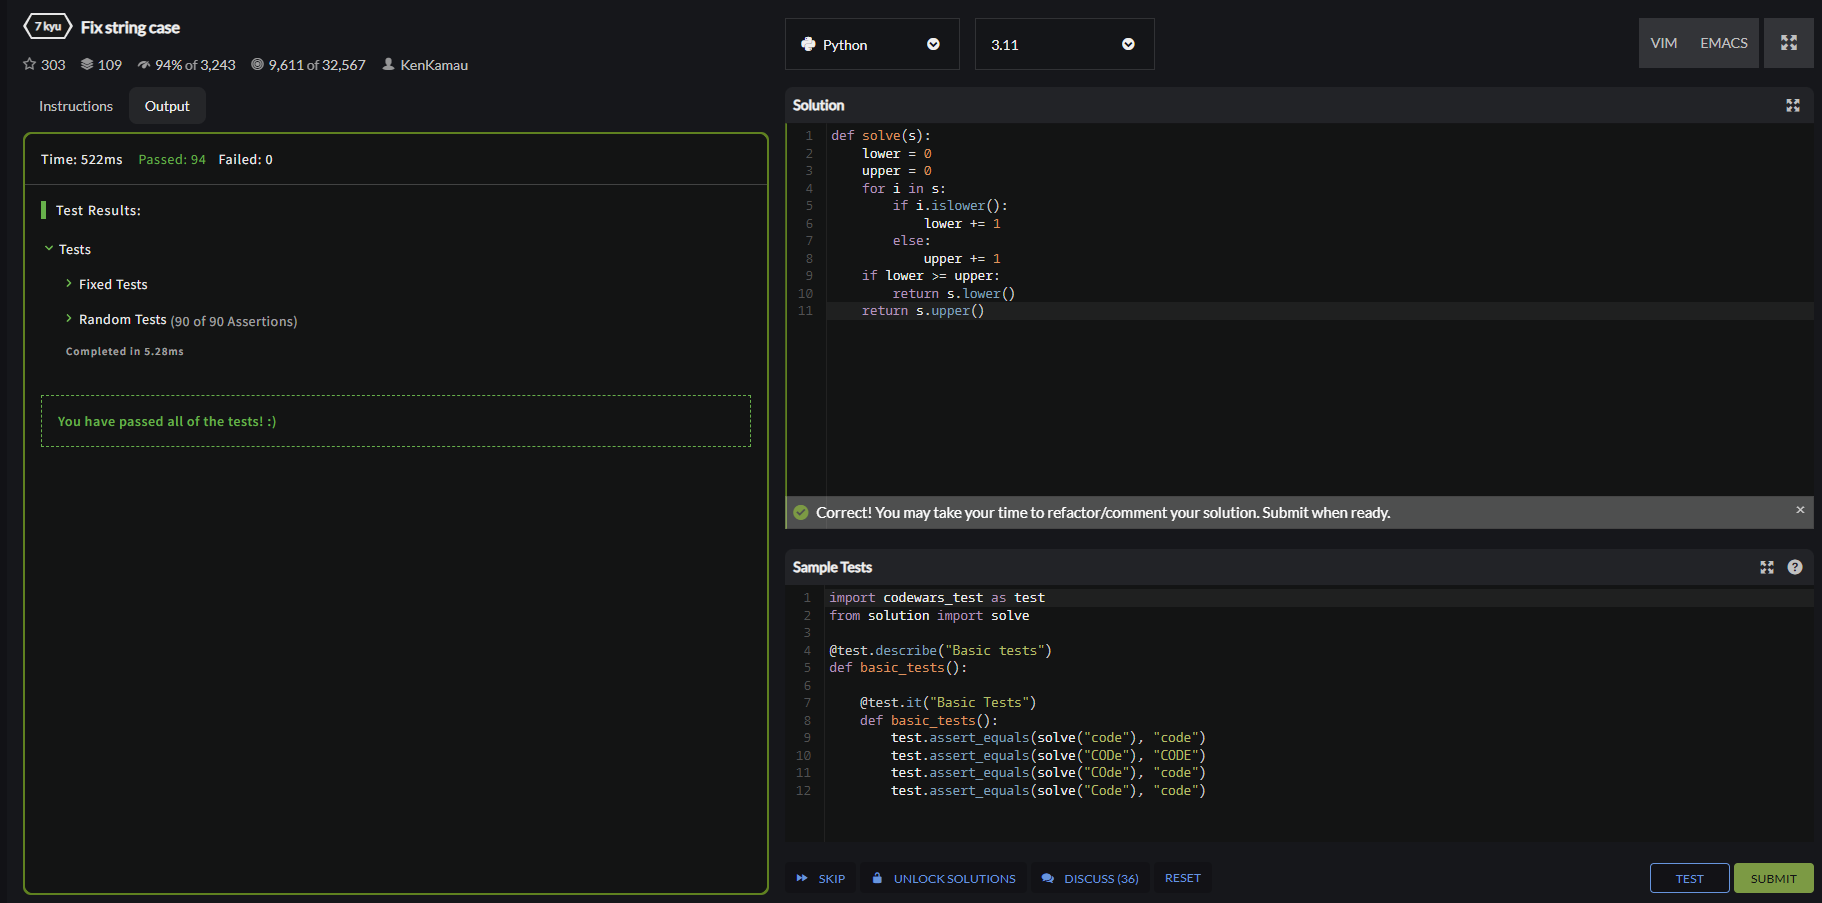 7 kyu Fix string case
303 109 94% of 3,243 9,611 of 32,567 KenKamau
Instructions Output
Time: 522ms Passed: 94 Failed: 0
Test Results:
Tests
Fixed Tests
Random Tests (90 of 90 Assertions)
Completed in 5.28ms
You have passed all of the tests! :)
Python 3.11 VIM EMACS
Solution
1 def solve(s):
2     lower = 0
3     upper = 0
4     for i in s:
5         if i.islower():
6             lower += 1
7         else:
8             upper += 1
9     if lower >= upper:
10         return s.lower()
11     return s.upper()
Correct! You may take your time to refactor/comment your solution. Submit when ready. ×
Sample Tests ?
1 import codewars_test as test
2 from solution import solve
3
4 @test.describe("Basic tests")
5 def basic_tests():
6
7     @test.it("Basic Tests")
8     def basic_tests():
9         test.assert_equals(solve("code"), "code")
10         test.assert_equals(solve("CODe"), "CODE")
11         test.assert_equals(solve("COde"), "code")
12         test.assert_equals(solve("Code"), "code")
SKIP UNLOCK SOLUTIONS DISCUSS (36) RESET TEST SUBMIT